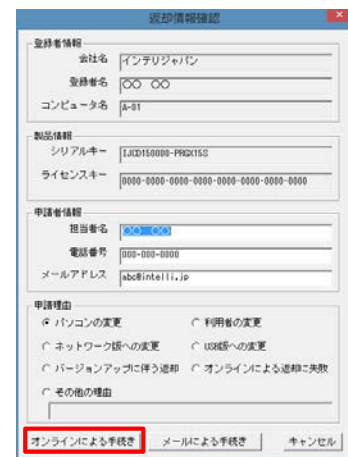 返却情報確認
登録者情報
会社名 インテリジャパン
登録者名 〇〇 〇〇
コンピュータ名 A-01
製品情報
シリアルキー IJCD150000-PRGX15S
ライセンスキー 0000-0000-0000-0000-0000-0000-0000
申請者情報
担当者名 〇〇 〇〇
電話番号 000-000-0000
メールアドレス abc@intelli.jp
申請理由
パソコンの変更 利用者の変更
ネットワーク版への変更 USB版への変更
バージョンアップに伴う返却 オンラインによる返却に失敗
その他の理由
オンラインによる手続き メールによる手続き キャンセル